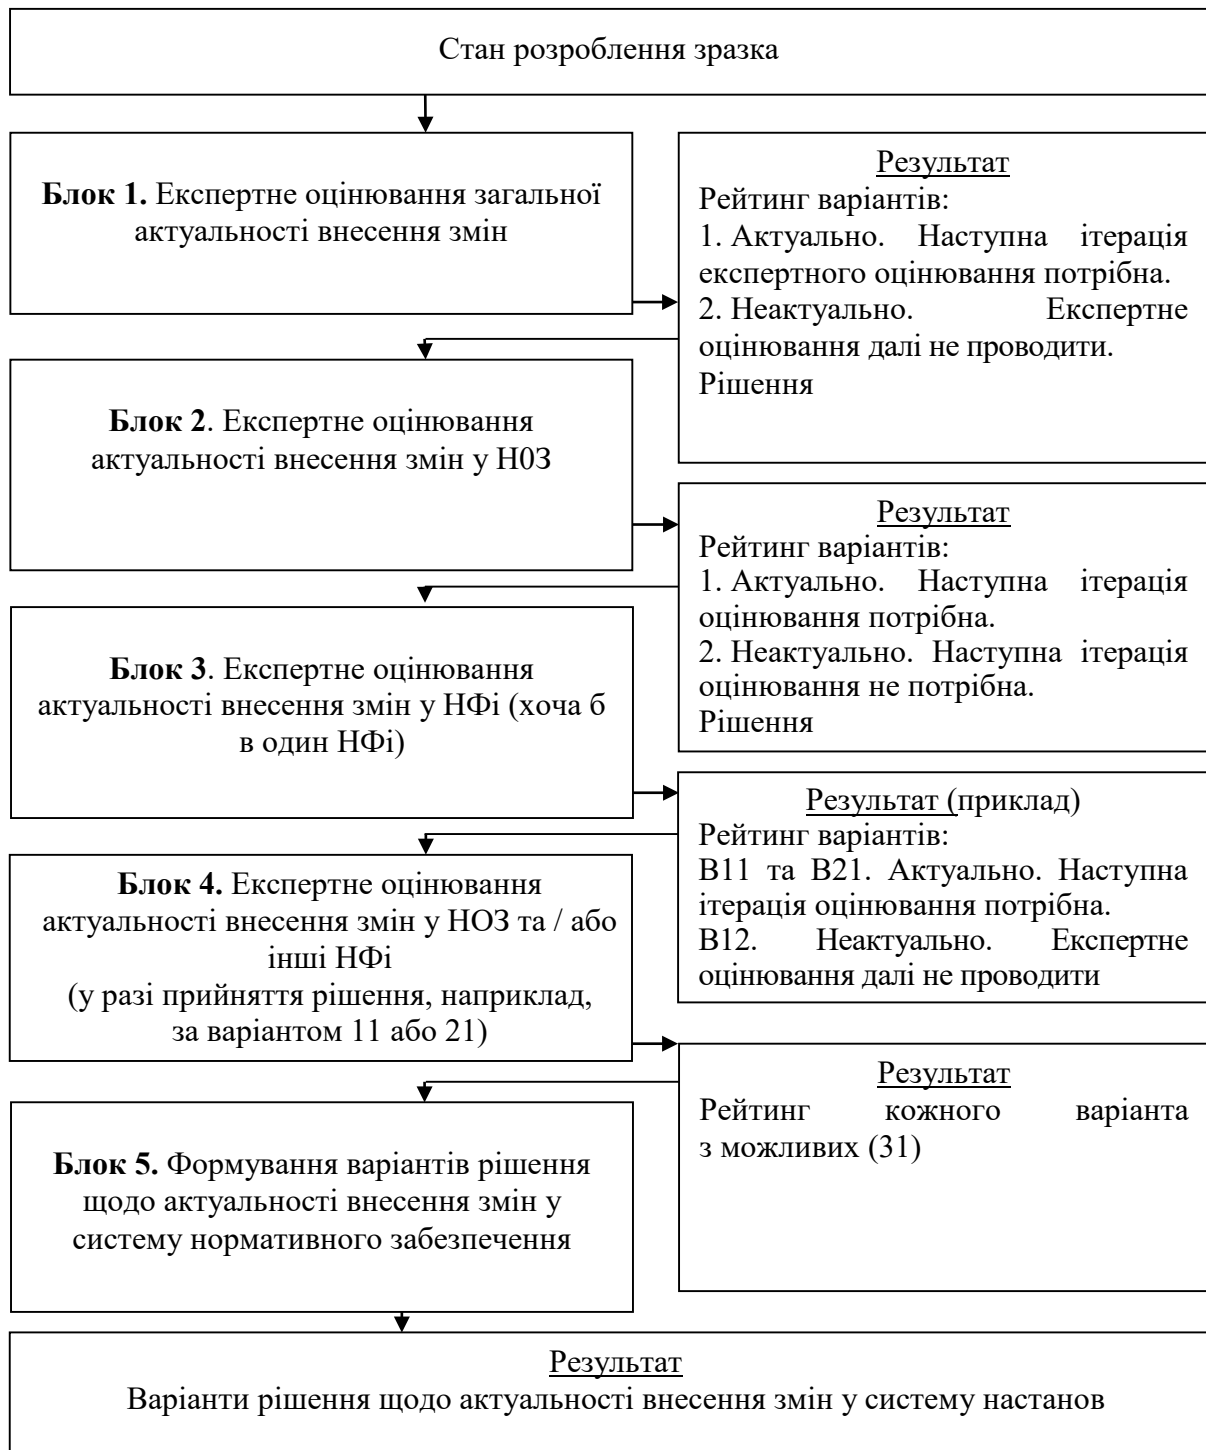 Стан розроблення зразка
Блок 1. Експертне оцінювання загальної
актуальності внесення змін
Результат
Рейтинг варіантів:
1. Актуально. Наступна ітерація
експертного оцінювання потрібна.
2. Неактуально. Експертне
оцінювання далі не проводити.
Рішення
Блок 2. Експертне оцінювання
актуальності внесення змін у Н0З
Результат
Рейтинг варіантів:
1. Актуально. Наступна ітерація
оцінювання потрібна.
2. Неактуально. Наступна ітерація
оцінювання не потрібна.
Рішення
Блок 3. Експертне оцінювання
актуальності внесення змін у НФі (хоча б
в один НФі)
Результат (приклад)
Рейтинг варіантів:
В11 та В21. Актуально. Наступна
ітерація оцінювання потрібна.
В12. Неактуально. Експертне
оцінювання далі не проводити
Блок 4. Експертне оцінювання
актуальності внесення змін у НОЗ та / або
інші НФі
(у разі прийняття рішення, наприклад,
за варіантом 11 або 21)
Результат
Рейтинг кожного варіанта
з можливих (31)
Блок 5. Формування варіантів рішення
щодо актуальності внесення змін у
систему нормативного забезпечення
Результат
Варіанти рішення щодо актуальності внесення змін у систему настанов